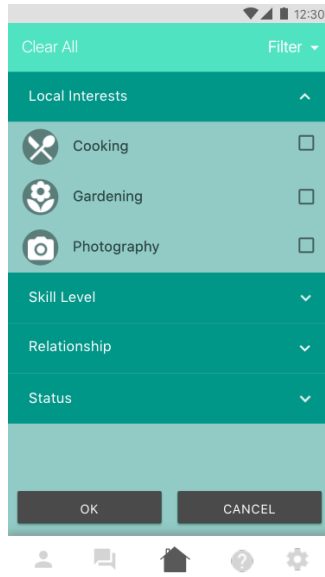 12:30
Clear All
Filter
Local Interests
Cooking
Gardening
Photography
Skill Level
Relationship
Status
OK
CANCEL